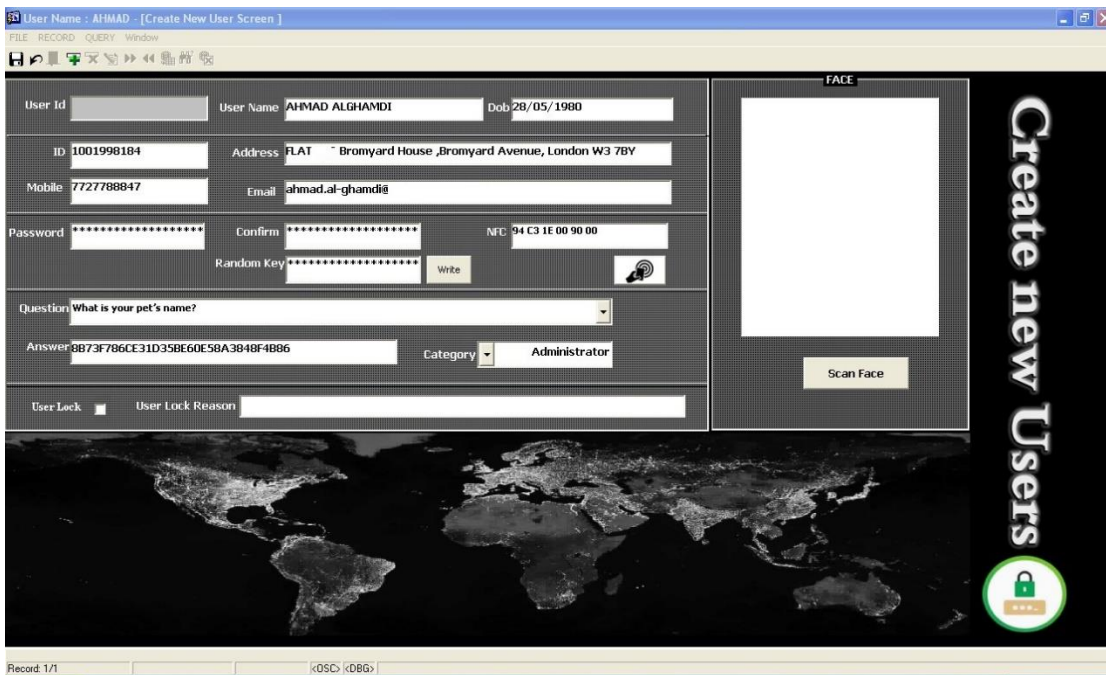 User Name : AHMAD - [Create New User Screen ]
FILE RECORD QUERY Window
FACE
User Id User Name AHMAD ALGHAMDI Dob 28/05/1980
ID 1001998184 Address FLAT Bromyard House ,Bromyard Avenue, London W3 7BY
Mobile 7727788847 Email ahmad.al-ghamdi@
Password ******************* Confirm ******************* NFC 94 C3 1E 00 90 00
Random Key ******************* Write
Question What is your pet's name?
Answer 8B73F786CE31D35BE60E58A3848F4B86 Category Administrator
Scan Face
User Lock User Lock Reason
Create new Users
Record: 1/1 <OSC> <DBG>